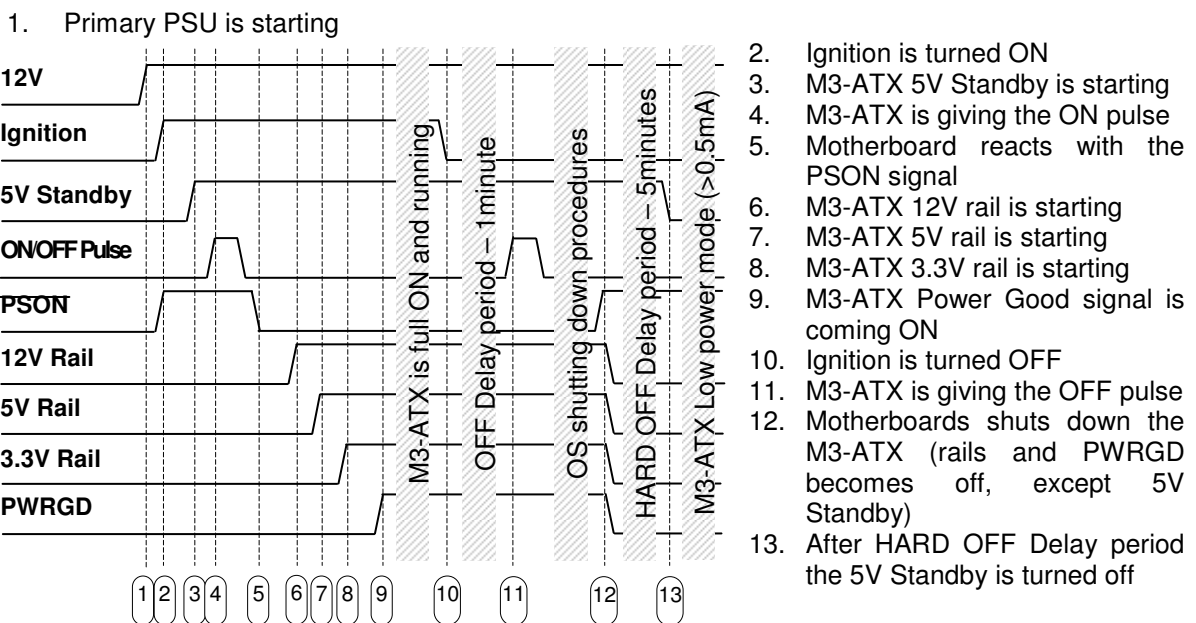 1. Primary PSU is starting
12V
Ignition
5V Standby
ON/OFF Pulse
PSON
12V Rail
5V Rail
3.3V Rail
PWRGD
M3-ATX is full ON and running
OFF Delay period – 1minute
OS shutting down procedures
HARD OFF Delay period – 5minutes
M3-ATX Low power mode (>0.5mA)
1 2 3 4 5 6 7 8 9 10 11 12 13
2. Ignition is turned ON
3. M3-ATX 5V Standby is starting
4. M3-ATX is giving the ON pulse
5. Motherboard reacts with the
PSON signal
6. M3-ATX 12V rail is starting
7. M3-ATX 5V rail is starting
8. M3-ATX 3.3V rail is starting
9. M3-ATX Power Good signal is
coming ON
10. Ignition is turned OFF
11. M3-ATX is giving the OFF pulse
12. Motherboards shuts down the
M3-ATX (rails and PWRGD
becomes off, except 5V
Standby)
13. After HARD OFF Delay period
the 5V Standby is turned off